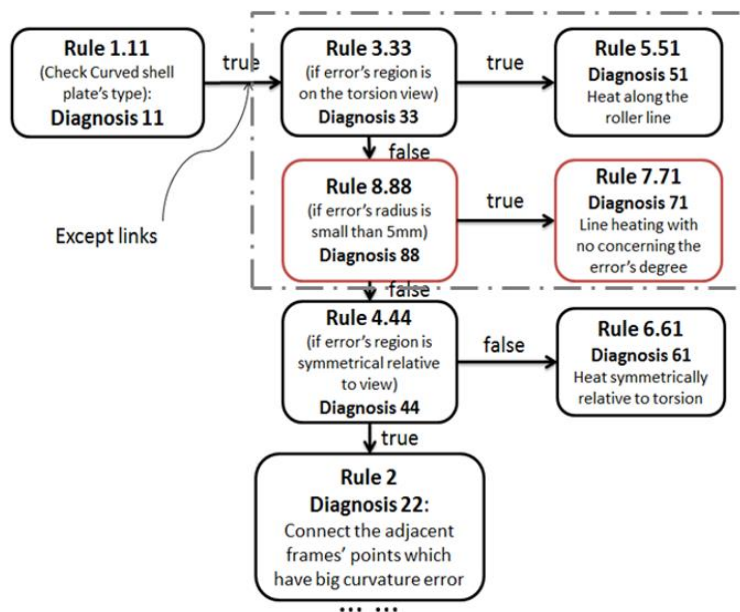 Rule 1.11
(Check Curved shell
plate's type):
Diagnosis 11
true
Rule 3.33
(if error's region is
on the torsion view)
Diagnosis 33
true
Rule 5.51
Diagnosis 51
Heat along the
roller line
false
Except links
Rule 8.88
(if error's radius is
small than 5mm)
Diagnosis 88
true
Rule 7.71
Diagnosis 71
Line heating with
no concerning the
error's degree
false
Rule 4.44
(if error's region is
symmetrical relative
to view)
Diagnosis 44
false
Rule 6.61
Diagnosis 61
Heat symmetrically
relative to torsion
true
Rule 2
Diagnosis 22:
Connect the adjacent
frames' points which
have big curvature error
... ...